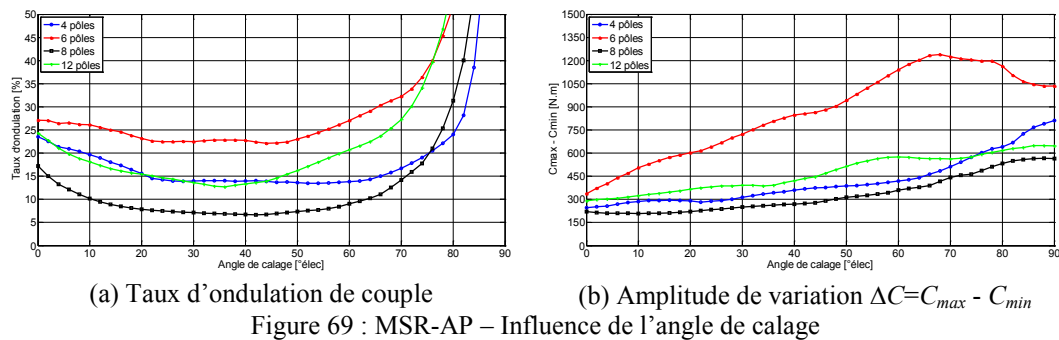 4 pôles
6 pôles
8 pôles
12 pôles
Taux d'ondulation [%]
50
45
40
35
30
25
20
15
10
5
0
0 10 20 30 40 50 60 70 80 90
Angle de calage [°élec]
(a) Taux d'ondulation de couple
4 pôles
6 pôles
8 pôles
12 pôles
Cmax - Cmin [N.m]
1500
1350
1200
1050
900
750
600
450
300
150
0
0 10 20 30 40 50 60 70 80 90
Angle de calage [°élec]
(b) Amplitude de variation ΔC=Cmax - Cmin
Figure 69 : MSR-AP – Influence de l'angle de calage